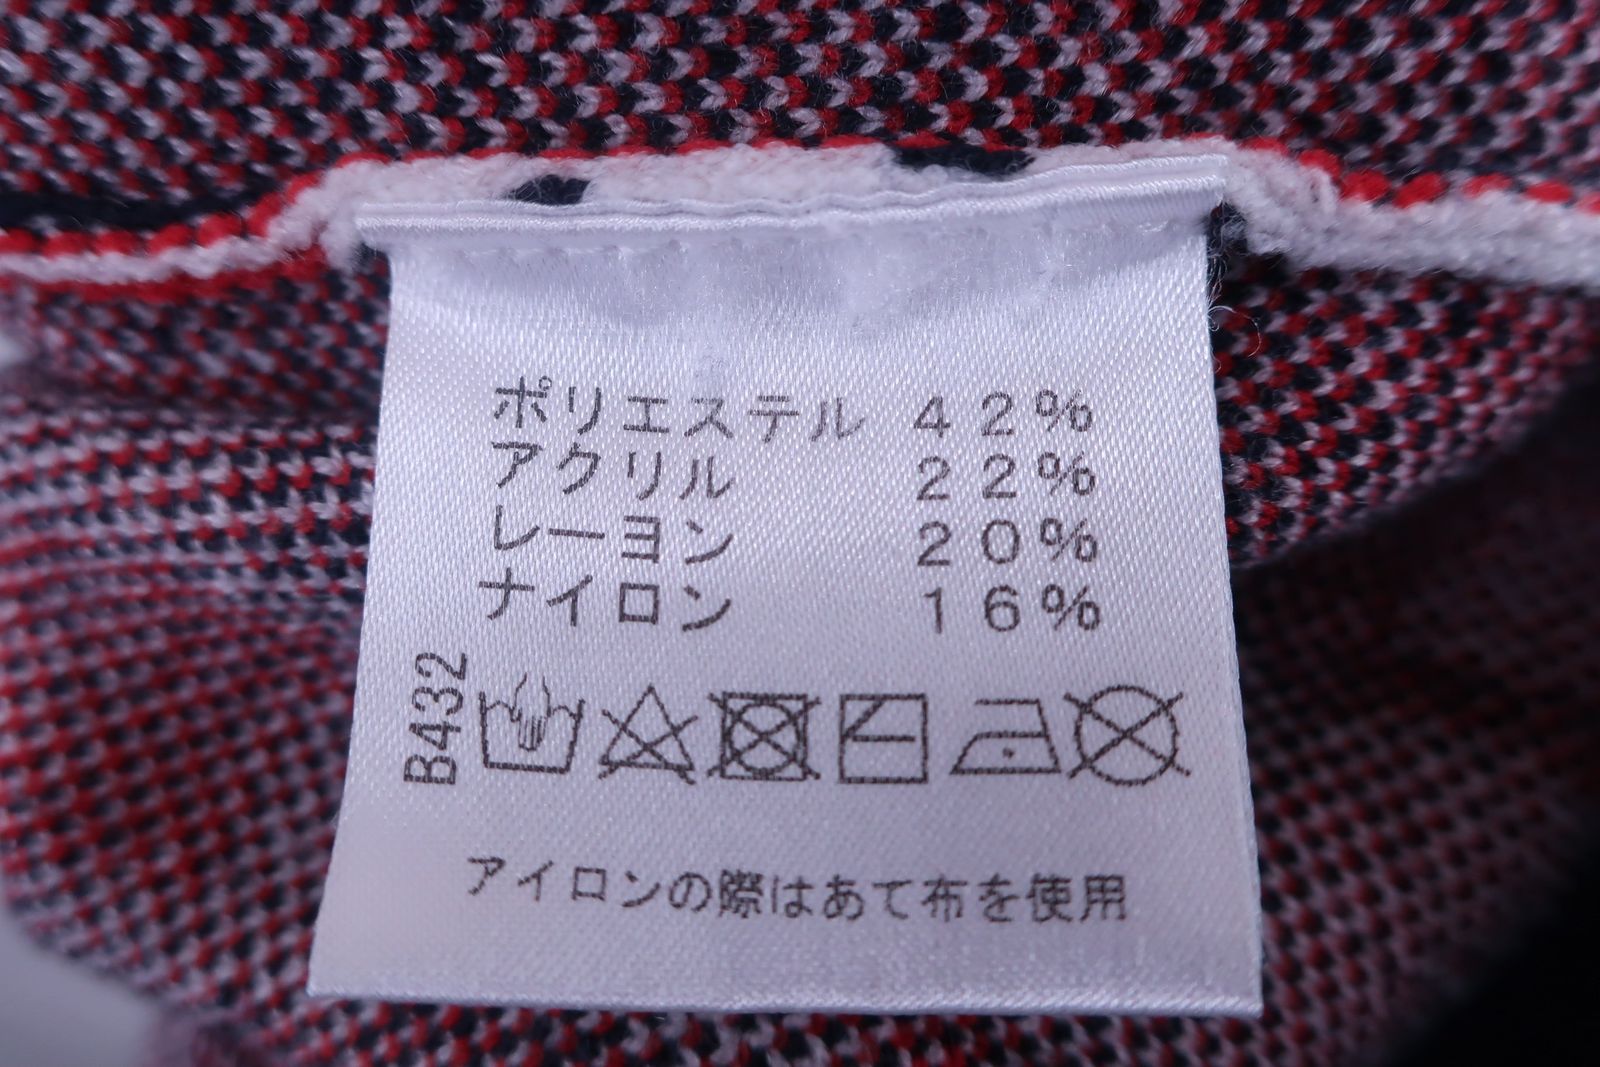 ポリエステル 42%
アクリル 22%
レーヨン 20%
ナイロン 16%
B432
アイロンの際はあて布を使用